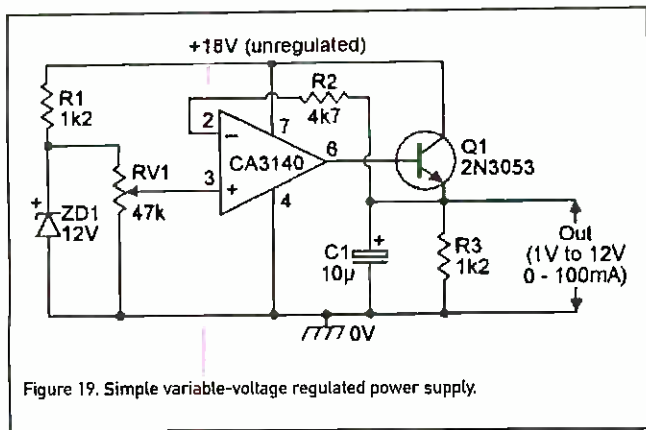 +18V (unregulated)
R1
1k2
R2
4k7
2
7
CA3140
6
Q1
2N3053
RV1
47k
3
+
4
+
ZD1
12V
C1
10µ
+
R3
1k2
Out
(1V to 12V
0 - 100mA)
0V
Figure 19. Simple variable-voltage regulated power supply.